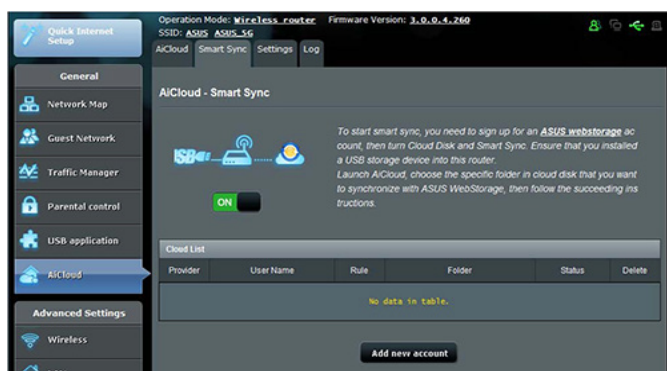 Quick Internet
Setup
Operation Mode: Wireless router Firmware Version: 3.0.0.4.260
SSID: ASUS ASUS_5G
AiCloud Smart Sync Settings Log
General
Network Map
Guest Network
Traffic Manager
Parental control
USB application
AiCloud
Advanced Settings
Wireless
AiCloud - Smart Sync
USB
ON
To start smart sync, you need to sign up for an ASUS webstorage ac
count, then turn Cloud Disk and Smart Sync. Ensure that you installed
a USB storage device into this router.
Launch AiCloud, choose the specific folder in cloud disk that you want
to synchronize with ASUS WebStorage, then follow the succeeding ins
tructions.
Cloud List
Provider User Name Rule Folder Status Delete
No data in table.
Add new account